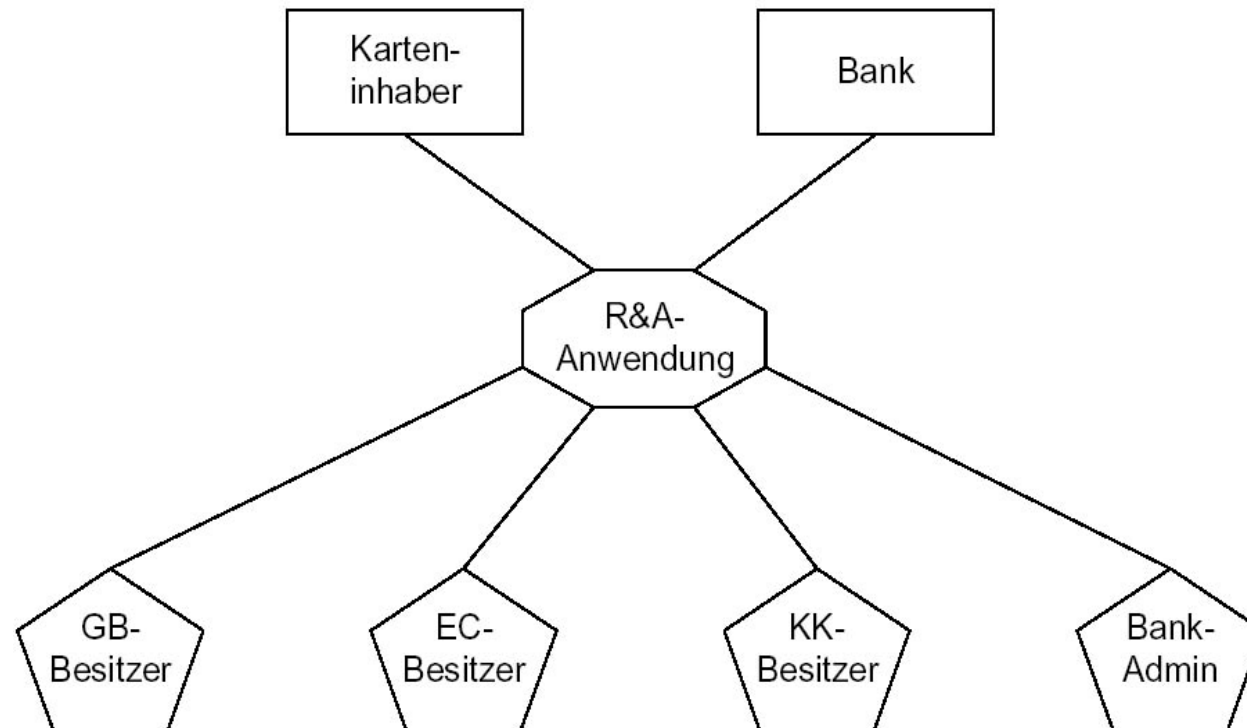 Karten-
inhaber
Bank
R&A-
Anwendung
GB-
Besitzer
EC-
Besitzer
KK-
Besitzer
Bank-
Admin